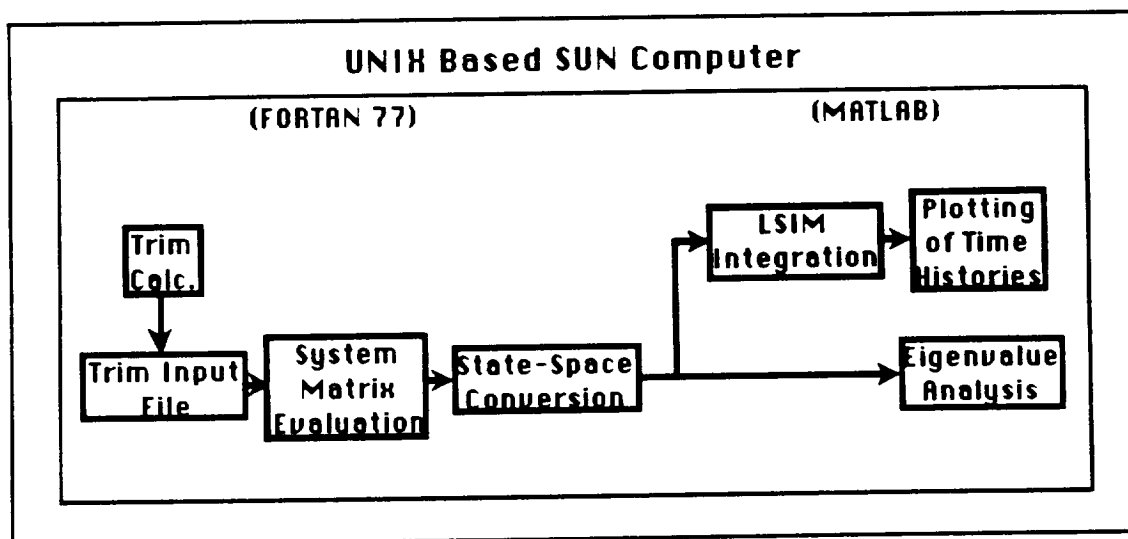 UNIX Based SUN Computer
(FORTAN 77)
(MATLAB)
Trim
Calc.
Trim Input
File
System
Matrix
Evaluation
State-Space
Conversion
LSIM
Integration
Plotting
of Time
Histories
Eigenvalue
Analysis